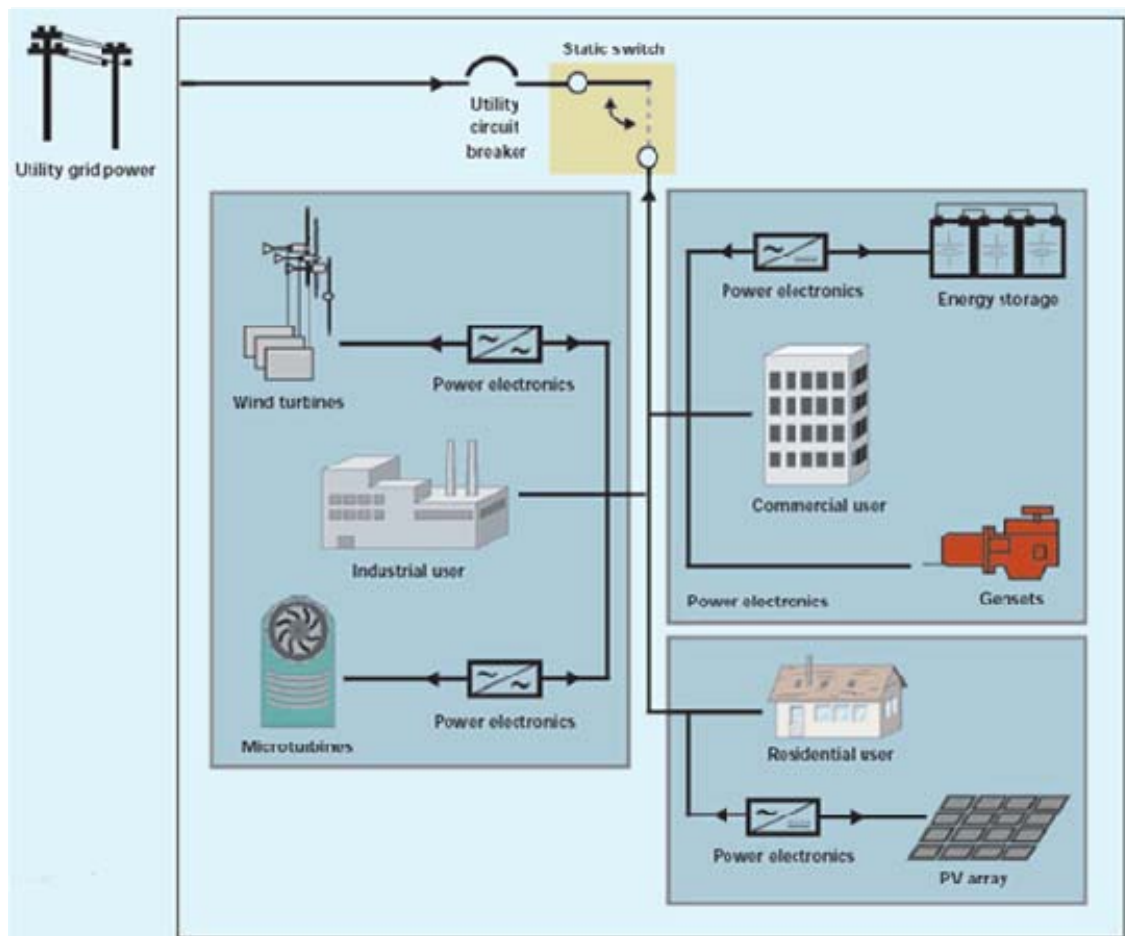 Static switch
Utility
circuit
breaker
Utility grid power
Power electronics
Energy storage
Power electronics
Wind turbines
Commercial user
Industrial user
Power electronics
Gensets
Power electronics
Microturbines
Residential user
Power electronics
PV array